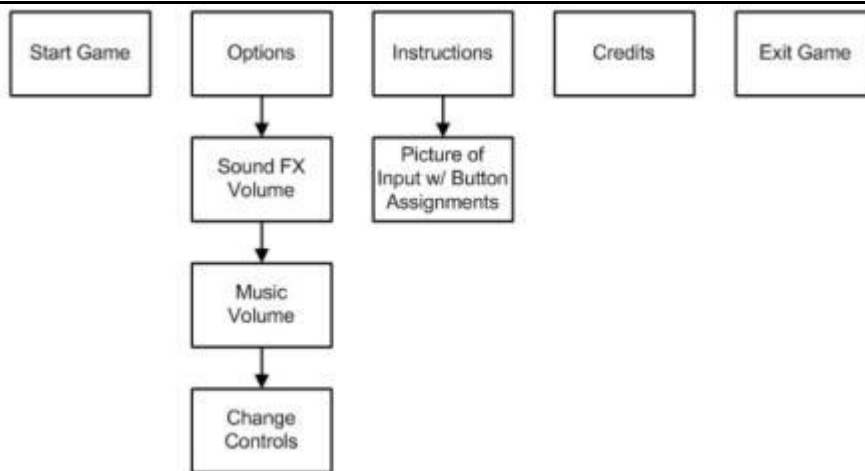 Start Game
Options
Instructions
Credits
Exit Game
Sound FX
Volume
Picture of
Input w/ Button
Assignments
Music
Volume
Change
Controls